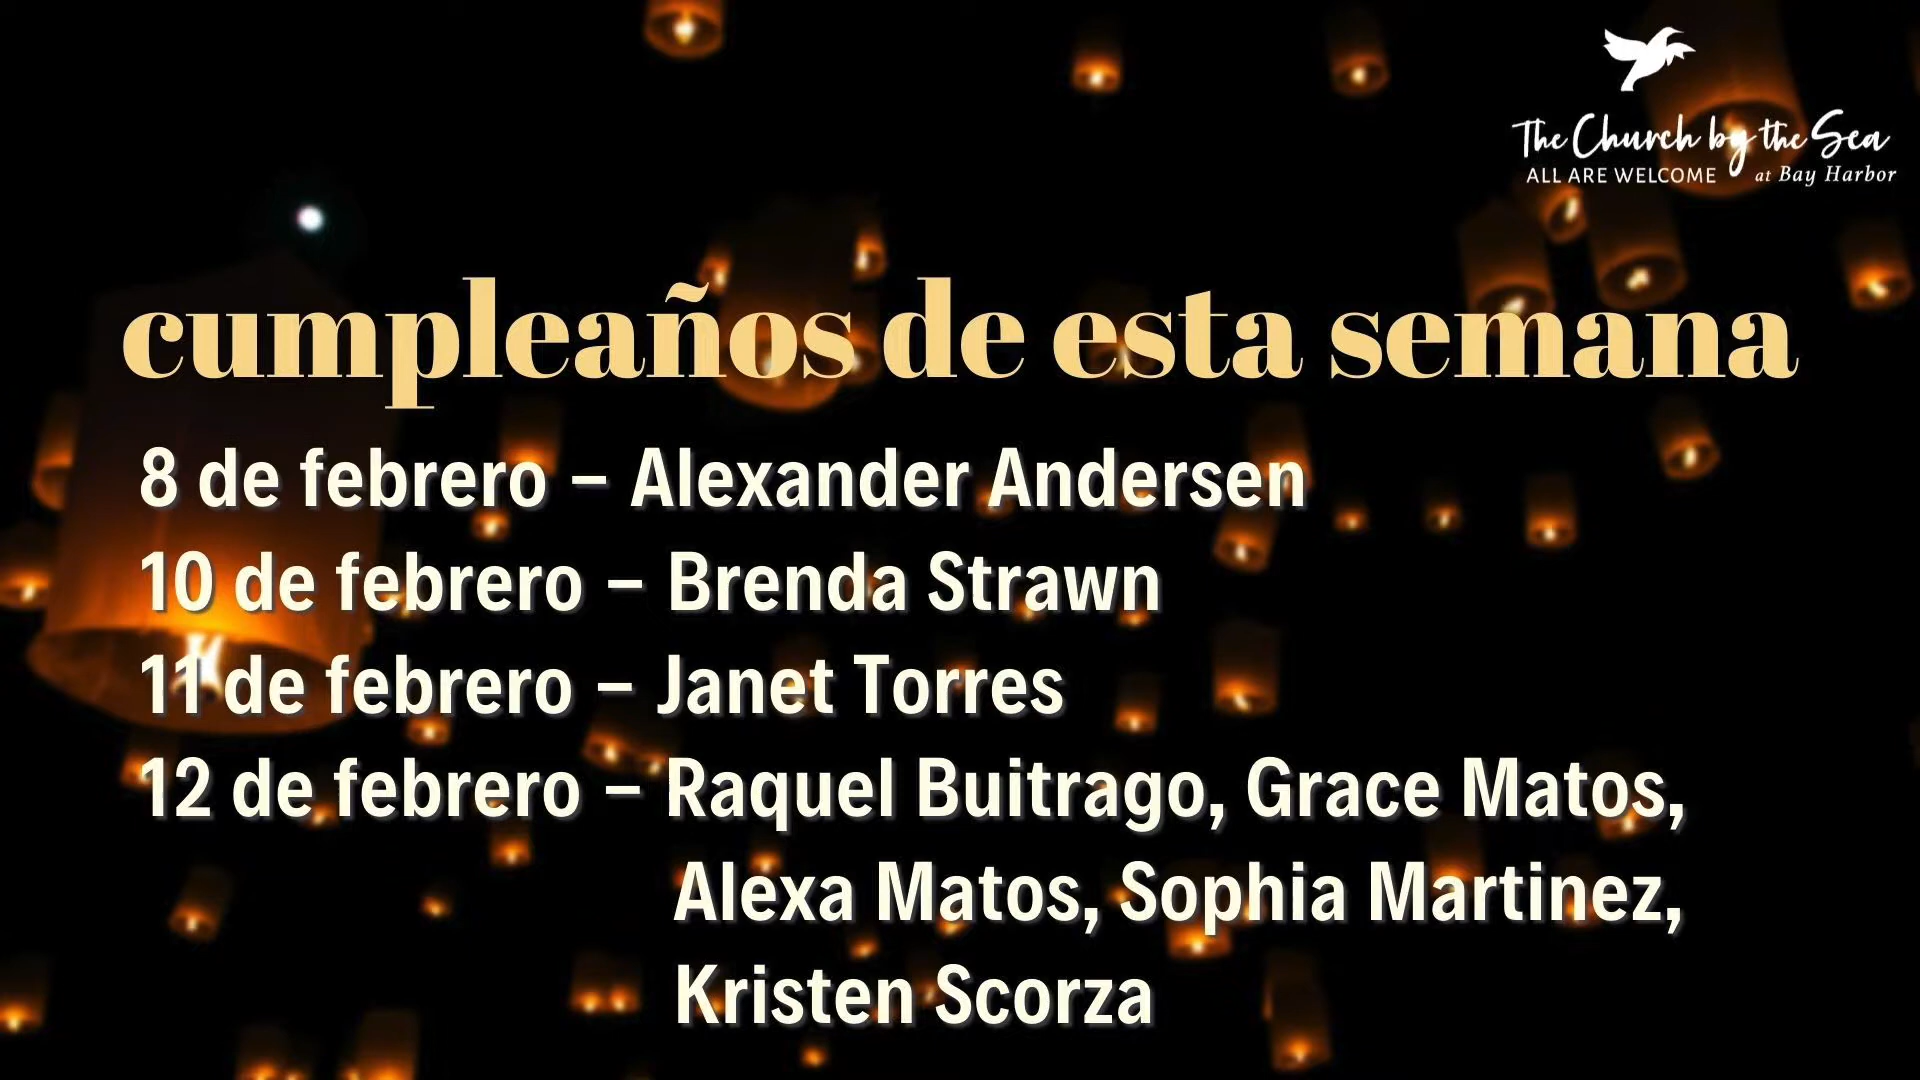 The Church by the Sea
ALL ARE WELCOME at Bay Harbor
cumpleaños de esta semana
8 de febrero – Alexander Andersen
10 de febrero – Brenda Strawn
11 de febrero – Janet Torres
12 de febrero – Raquel Buitrago, Grace Matos,
Alexa Matos, Sophia Martinez,
Kristen Scorza